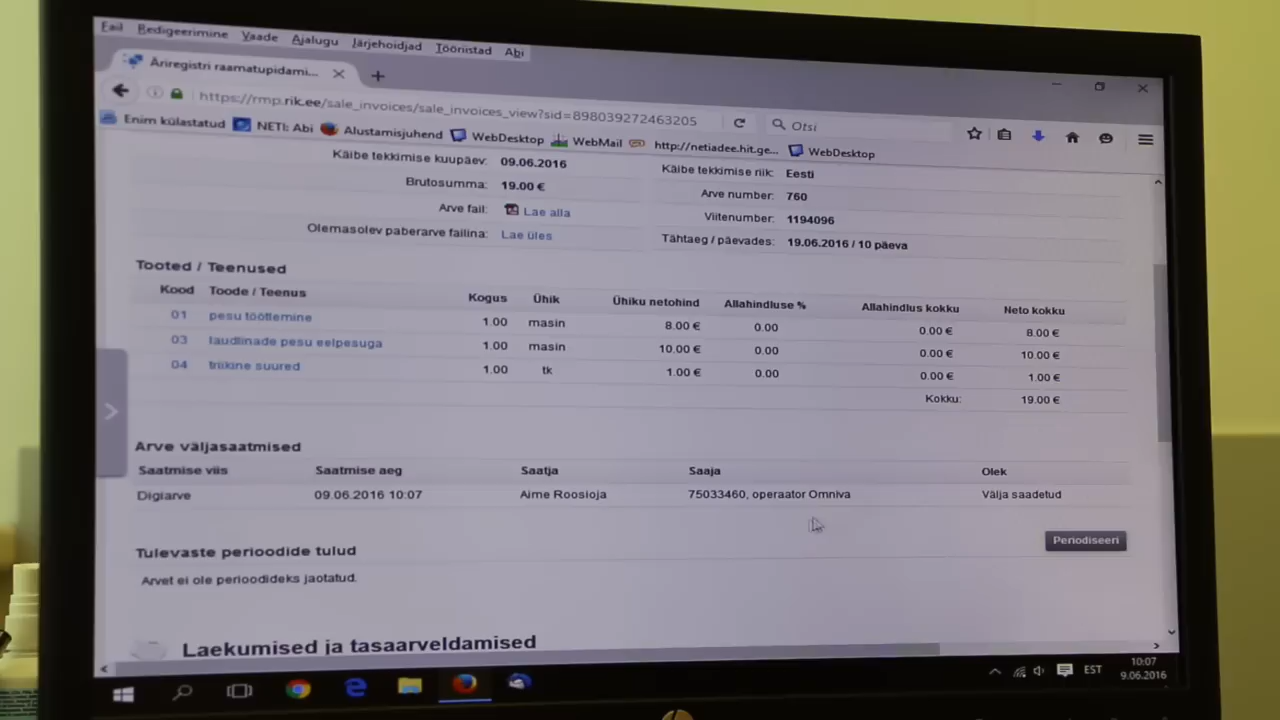 Fail Redigeerimine Vaade Ajalugu Järjehoidjad Tööriistad Abi
Äriregistri raamatupidami...
https://rmp.rik.ee/sale_invoices/sale_invoices_view?sid=898039272463205 Otsi
Enim külastatud NETI: Abi Alustamisjuhend WebDesktop WebMail http://netiadee.hit.ge... WebDesktop
Käibe tekkimise kuupäev: 09.06.2016 Käibe tekkimise riik: Eesti
Brutosumma: 19.00 € Arve number: 760
Arve fail: Lae alla Viitenumber: 1194096
Olemasolev paberarve failina: Lae üles Tähtaeg / päevades: 19.06.2016 / 10 päeva
Tooted / Teenused
Kood Toode / Teenus Kogus Ühik Ühiku netohind Allahindluse % Allahindlus kokku Neto kokku
01 pesu töötlemine 1.00 masin 8.00 € 0.00 0.00 € 8.00 €
03 laudlinade pesu eelpesuga 1.00 masin 10.00 € 0.00 0.00 € 10.00 €
04 triikine suured 1.00 tk 1.00 € 0.00 0.00 € 1.00 €
Kokku: 19.00 €
Arve väljasaatmised
Saatmise viis Saatmise aeg Saatja Saaja Olek
Digiarve 09.06.2016 10:07 Aime Roosioja 75033460, operaator Omniva Välja saadetud
Periodiseeri
Tulevaste perioodide tulud
Arvet ei ole perioodideks jaotatud.
Laekumised ja tasaarveldamised
EST 10:07
9.06.2016